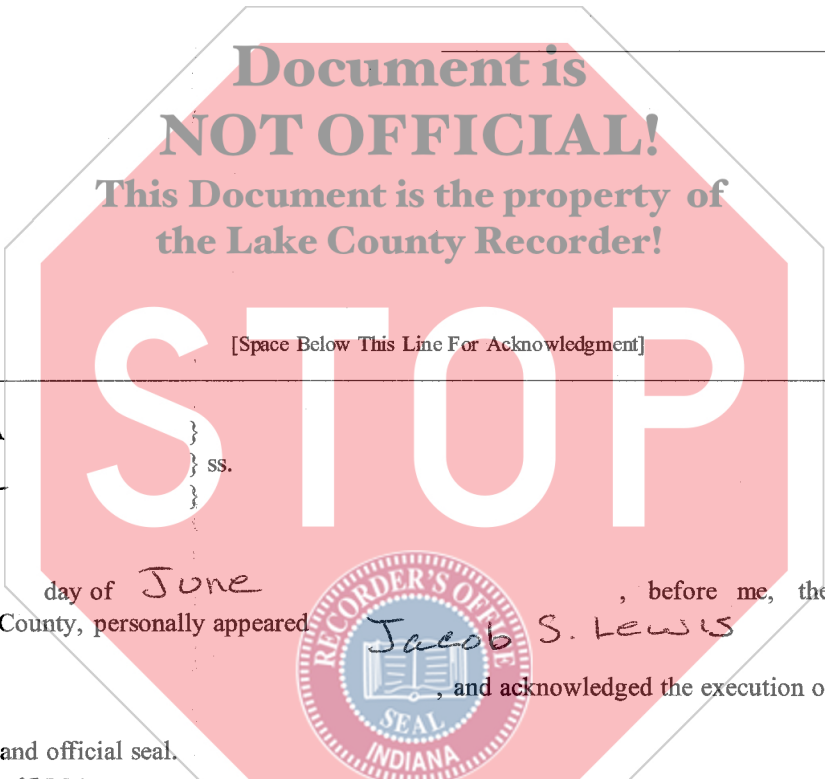 Document is
NOT OFFICIAL!
This Document is the property of
the Lake County Recorder!
STOP
[Space Below This Line For Acknowledgment]
ss.
day of June , before me, the
County, personally appeared Jacob S. Lewis
, and acknowledged the execution o
RECORDER'S OFFICE
SEAL
INDIANA
and official seal.